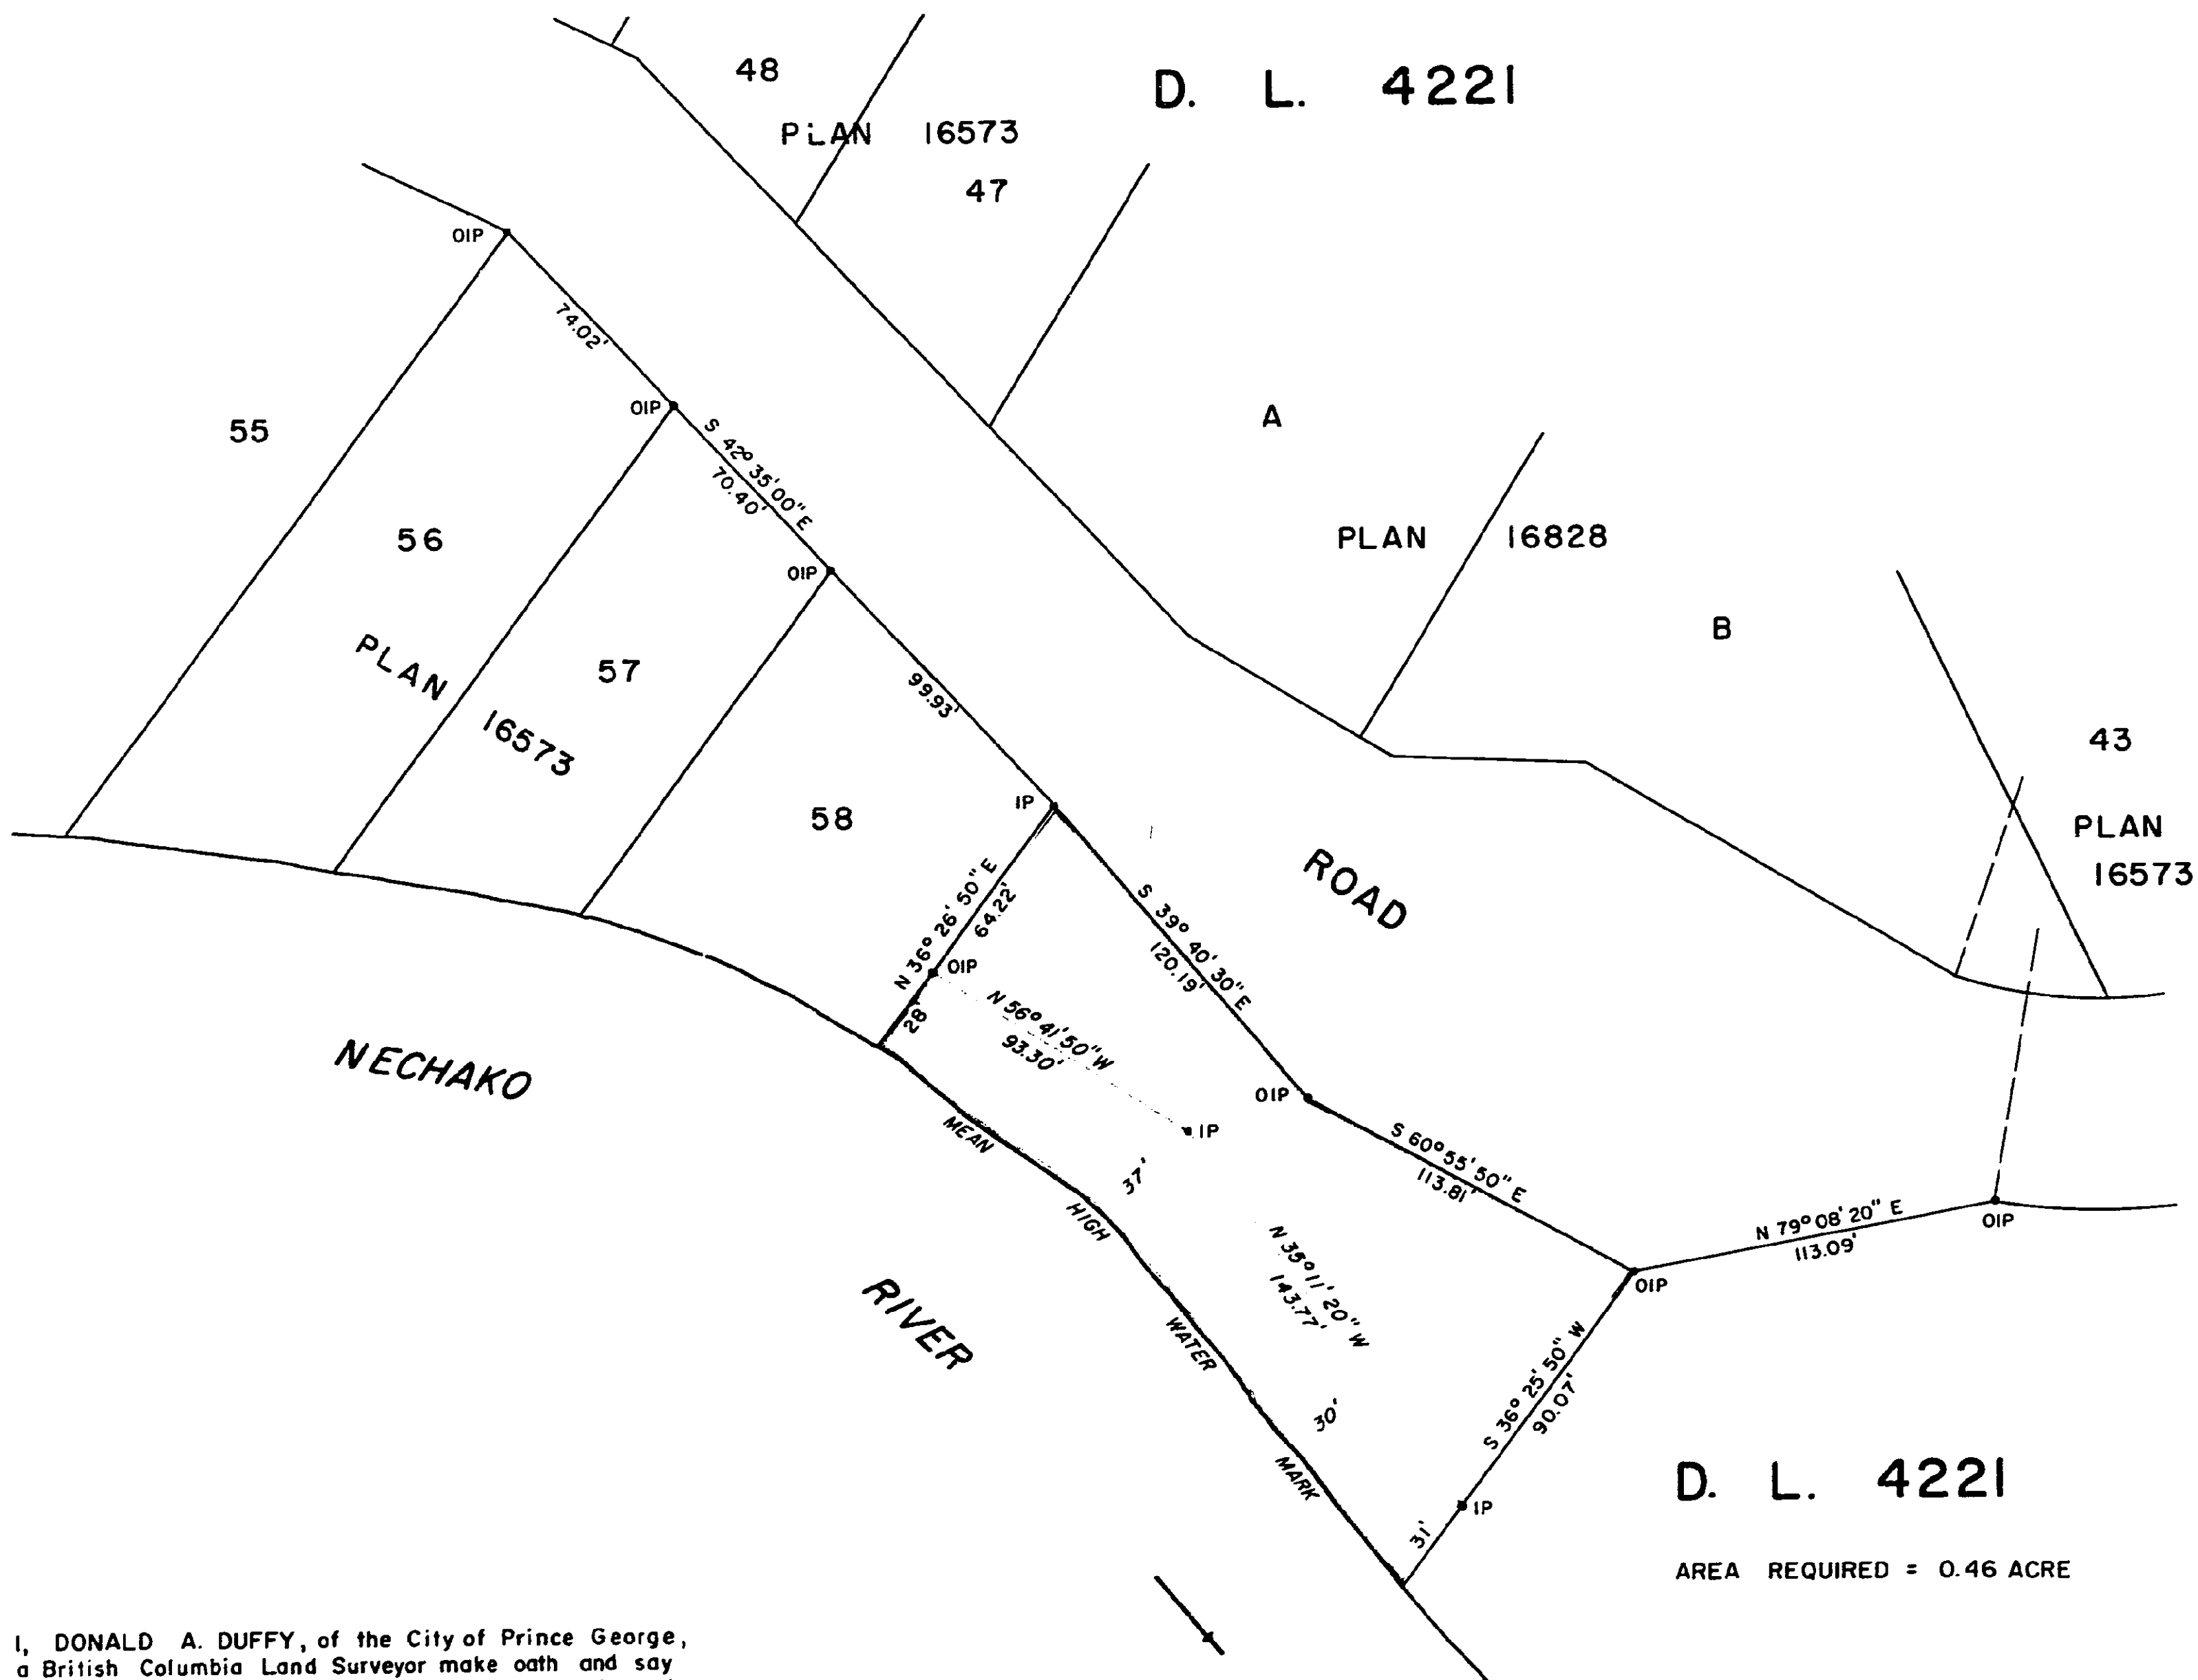 48
D. L. 4221
PLAN 16573
47
OIP
74.02'
OIP
S 42° 35' 00" E
70.40'
A
55
56
PLAN 16828
OIP
B
PLAN
57
16573
99.93'
43
58
IP
PLAN
16573
ROAD
N 36° 26' 50" E
64.22'
S 39° 40' 30" E
120.19'
OIP
28'
N 56° 41' 50" W
93.30'
NECHAKO
OIP
MEAN
IP
S 60° 55' 50" E
113.81'
37'
HIGH
N 79° 08' 20" E
113.09'
OIP
OIP
N 35° 11' 20" W
143.77'
RIVER
WATER
S 36° 25' 50" W
90.07'
30'
MARK
D. L. 4221
IP
31'
AREA REQUIRED = 0.46 ACRE
I, DONALD A. DUFFY, of the City of Prince George,
a British Columbia Land Surveyor make oath and say